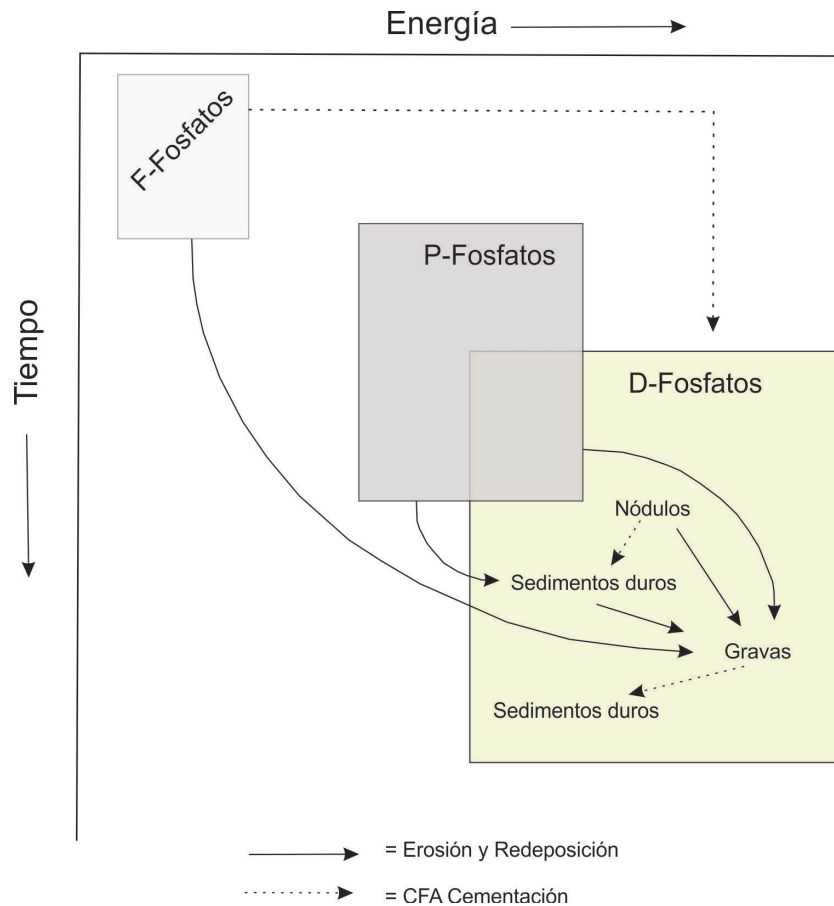 Energía
F-Fosfatos
P-Fosfatos
Tiempo
D-Fosfatos
Nódulos
Sedimentos duros
Gravas
Sedimentos duros
= Erosión y Redeposición
= CFA Cementación